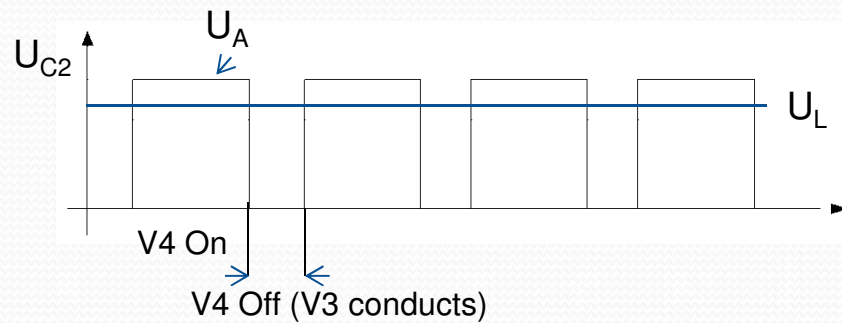 U_A
U_C2
U_L
V4 On
V4 Off (V3 conducts)